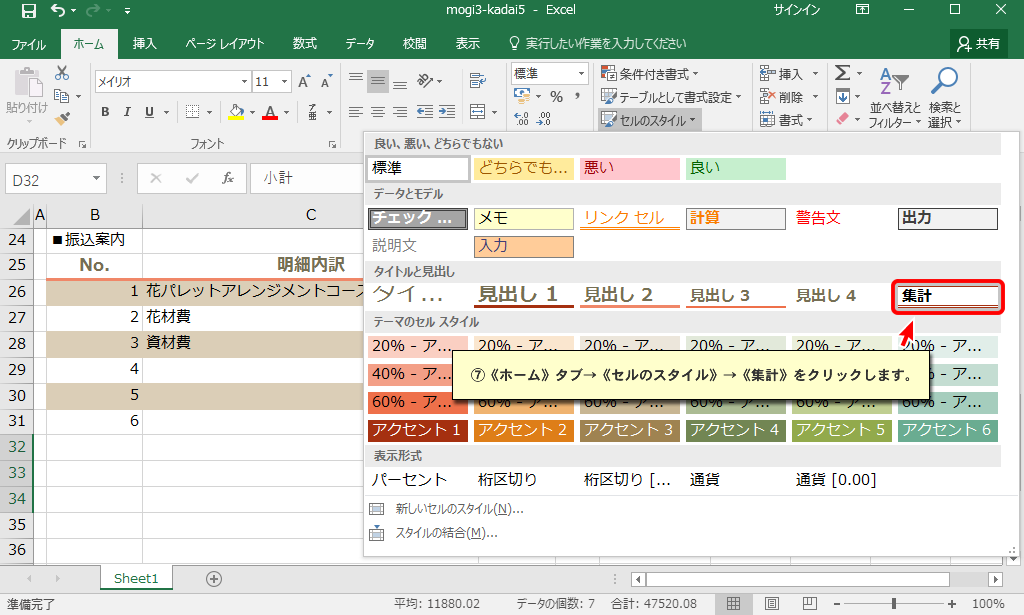 mogi3-kadai5 - Excel
サインイン
ファイル ホーム 挿入 ページ レイアウト 数式 データ 校閲 表示 実行したい作業を入力してください 共有
メイリオ 11 標準 条件付き書式 挿入 Σ
貼り付け % , テーブルとして書式設定 削除 並べ替えと 検索と
B I U A セルのスタイル 書式 フィルター 選択
クリップボード フォント
D32 fx 小計
A B C
24 ■振込案内
25 No. 明細内訳
26 1 花パレットアレンジメントコース
27 2 花材費
28 3 資材費
29 4
30 5
31 6
32
33
34
35
36
良い、悪い、どちらでもない
標準 どちらでも... 悪い 良い
データとモデル
チェック ... メモ リンク セル 計算 警告文 出力
説明文 入力
タイトルと見出し
タイ... 見出し 1 見出し 2 見出し 3 見出し 4 集計
テーマのセル スタイル
20% - ア... 20% - ア... 20% - ア... 20% - ア... 20% - ア... 20% - ア...
40% - ア... - ア...
⑦《ホーム》タブ→《セルのスタイル》→《集計》をクリックします。
60% - ア... 60% - ア... 60% - ア... 60% - ア... 60% - ア... 60% - ア...
アクセント 1 アクセント 2 アクセント 3 アクセント 4 アクセント 5 アクセント 6
表示形式
パーセント 桁区切り 桁区切り [... 通貨 通貨 [0.00]
新しいセルのスタイル(N)...
スタイルの結合(M)...
Sheet1
準備完了 平均: 11880.02 データの個数: 7 合計: 47520.08 100%